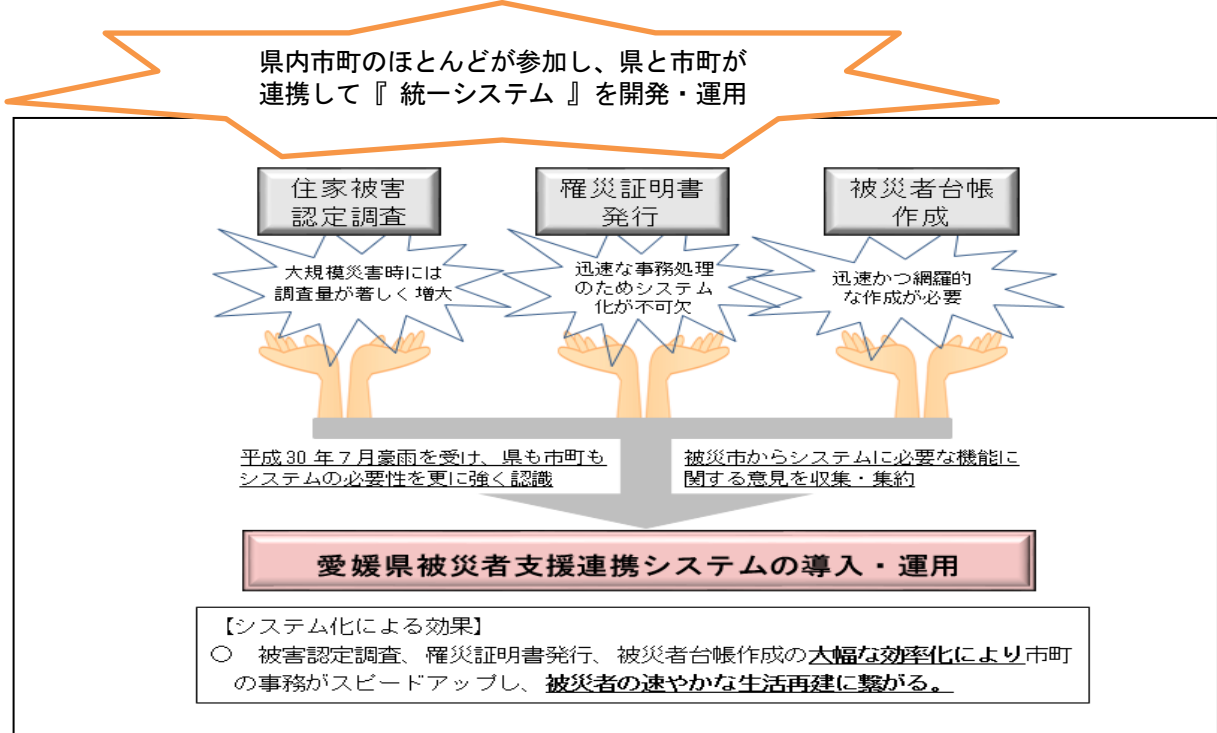 県内市町のほとんどが参加し、県と市町が
連携して『 統一システム 』を開発・運用
住家被害
認定調査
罹災証明書
発行
被災者台帳
作成
大規模災害時には
調査量が著しく増大
迅速な事務処理
のためシステム
化が不可欠
迅速かつ網羅的
な作成が必要
平成30年7月豪雨を受け、県も市町も
システムの必要性を更に強く認識
被災市からシステムに必要な機能に
関する意見を収集・集約
愛媛県被災者支援連携システムの導入・運用
【システム化による効果】
○ 被害認定調査、罹災証明書発行、被災者台帳作成の大幅な効率化により市町
の事務がスピードアップし、被災者の速やかな生活再建に繋がる。